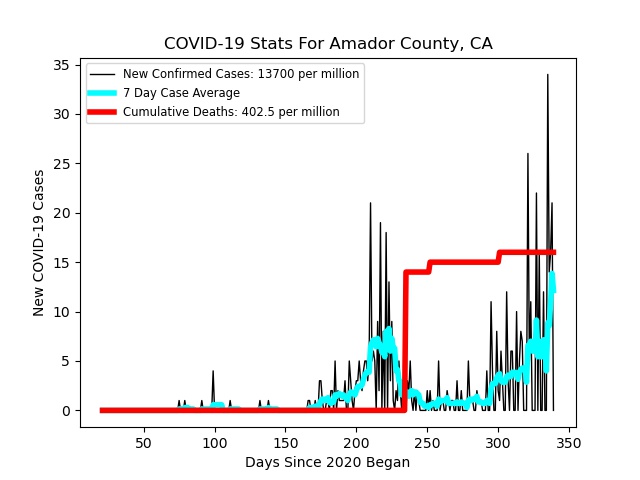 COVID-19 Stats For Amador County, CA
New Confirmed Cases: 13700 per million
7 Day Case Average
Cumulative Deaths: 402.5 per million
New COVID-19 Cases
35
30
25
20
15
10
5
0
50
100
150
200
250
300
350
Days Since 2020 Began